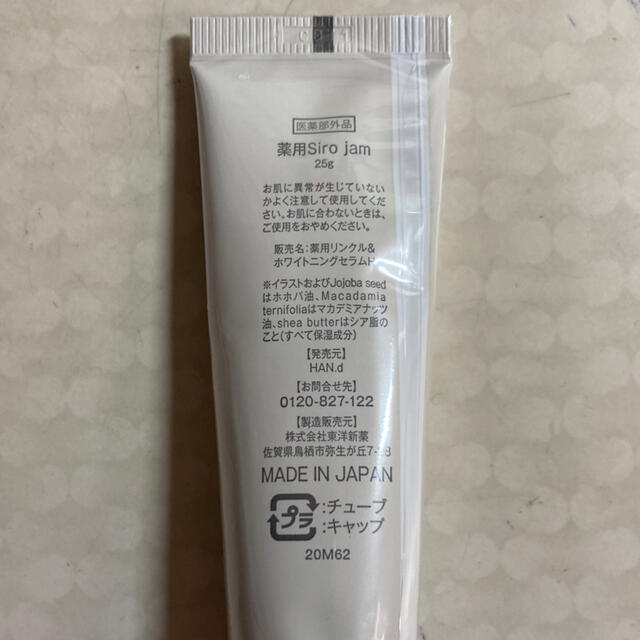 医薬部外品
薬用Siro jam
25g
お肌に異常が生じていない
かよく注意して使用してくだ
さい。お肌に合わないときは、
ご使用をおやめください。
販売名:薬用リンクル&
ホワイトニングセラムH
※イラストおよびJojoba seed
はホホバ油、Macadamia
ternifoliaはマカデミアナッツ
油、shea butterはシア脂の
こと(すべて保湿成分)
【発売元】
HAN.d
【お問合せ先】
0120-827-122
【製造販売元】
株式会社東洋新薬
佐賀県鳥栖市弥生が丘7-28
MADE IN JAPAN
プラ
:チューブ
:キャップ
20M62